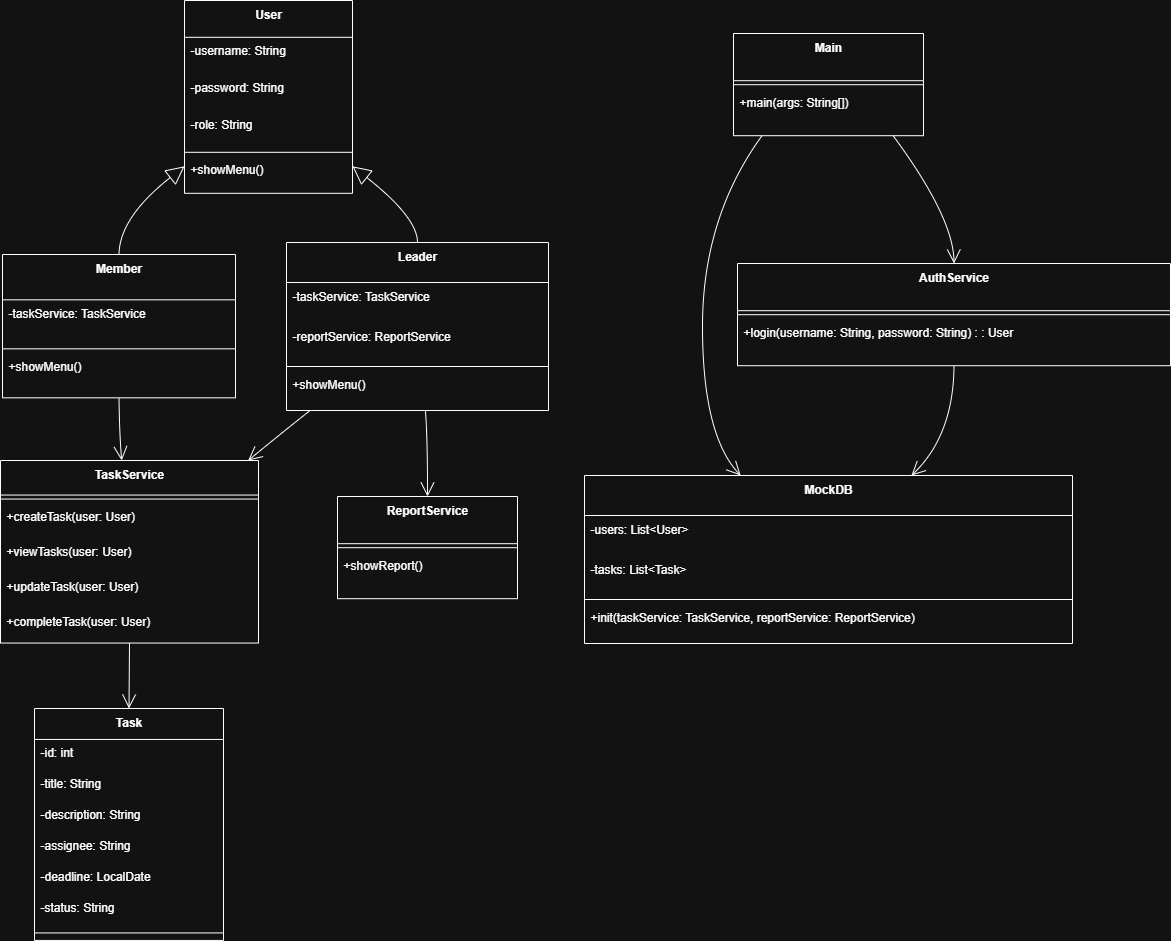 User
-username: String
-password: String
-role: String
+showMenu()
Main
+main(args: String[])
Member
-taskService: TaskService
+showMenu()
Leader
-taskService: TaskService
-reportService: ReportService
+showMenu()
AuthService
+login(username: String, password: String) : : User
TaskService
+createTask(user: User)
+viewTasks(user: User)
+updateTask(user: User)
+completeTask(user: User)
ReportService
+showReport()
MockDB
-users: List<User>
-tasks: List<Task>
+init(taskService: TaskService, reportService: ReportService)
Task
-id: int
-title: String
-description: String
-assignee: String
-deadline: LocalDate
-status: String